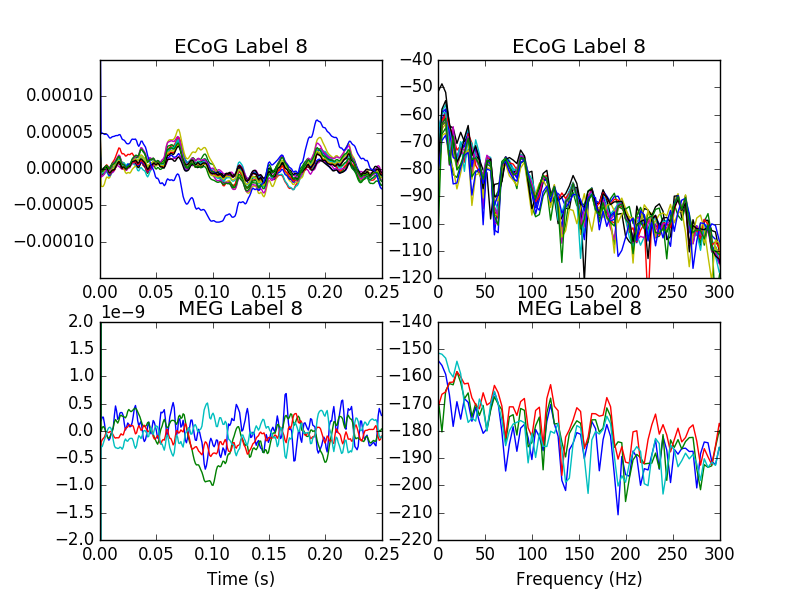 ECoG Label 8
0.00010
0.00005
0.00000
−0.00005
−0.00010
0.00 0.05 0.10 0.15 0.20 0.25
ECoG Label 8
−40
−50
−60
−70
−80
−90
−100
−110
−120
0 50 100 150 200 250 300
MEG Label 8
1e−9
2.0
1.5
1.0
0.5
0.0
−0.5
−1.0
−1.5
−2.0
0.00 0.05 0.10 0.15 0.20 0.25
Time (s)
MEG Label 8
−140
−150
−160
−170
−180
−190
−200
−210
−220
0 50 100 150 200 250 300
Frequency (Hz)